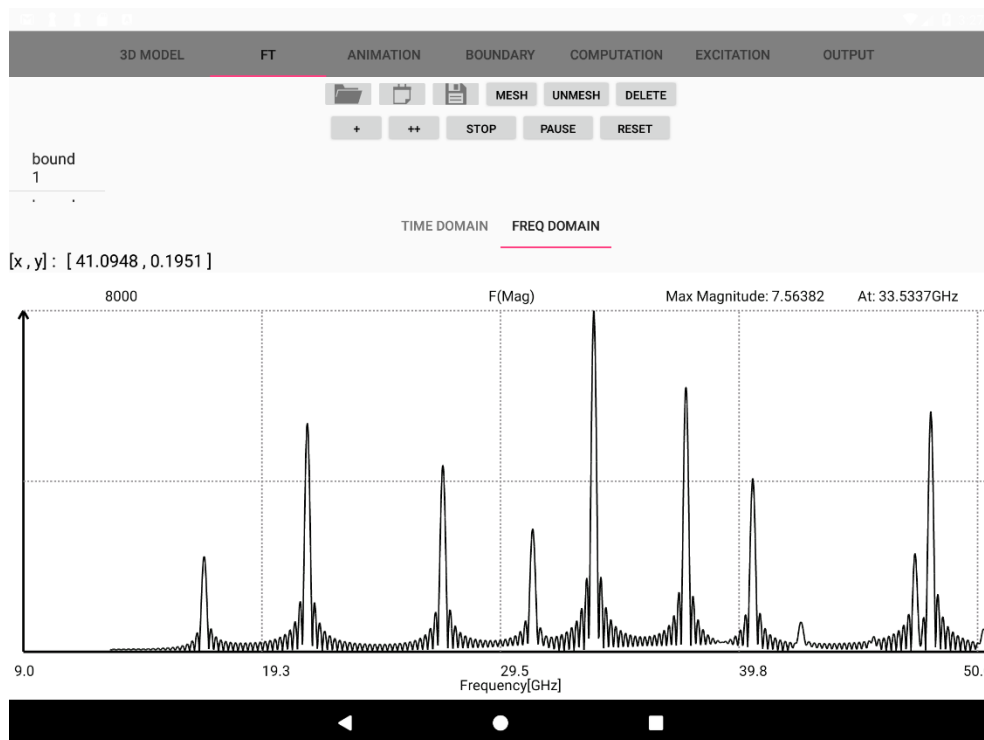 3D MODEL FT ANIMATION BOUNDARY COMPUTATION EXCITATION OUTPUT
MESH UNMESH DELETE
+ ++ STOP PAUSE RESET
bound
1
TIME DOMAIN FREQ DOMAIN
[x , y] : [ 41.0948 , 0.1951 ]
8000 F(Mag) Max Magnitude: 7.56382 At: 33.5337GHz
9.0 19.3 29.5 39.8 50.
Frequency[GHz]